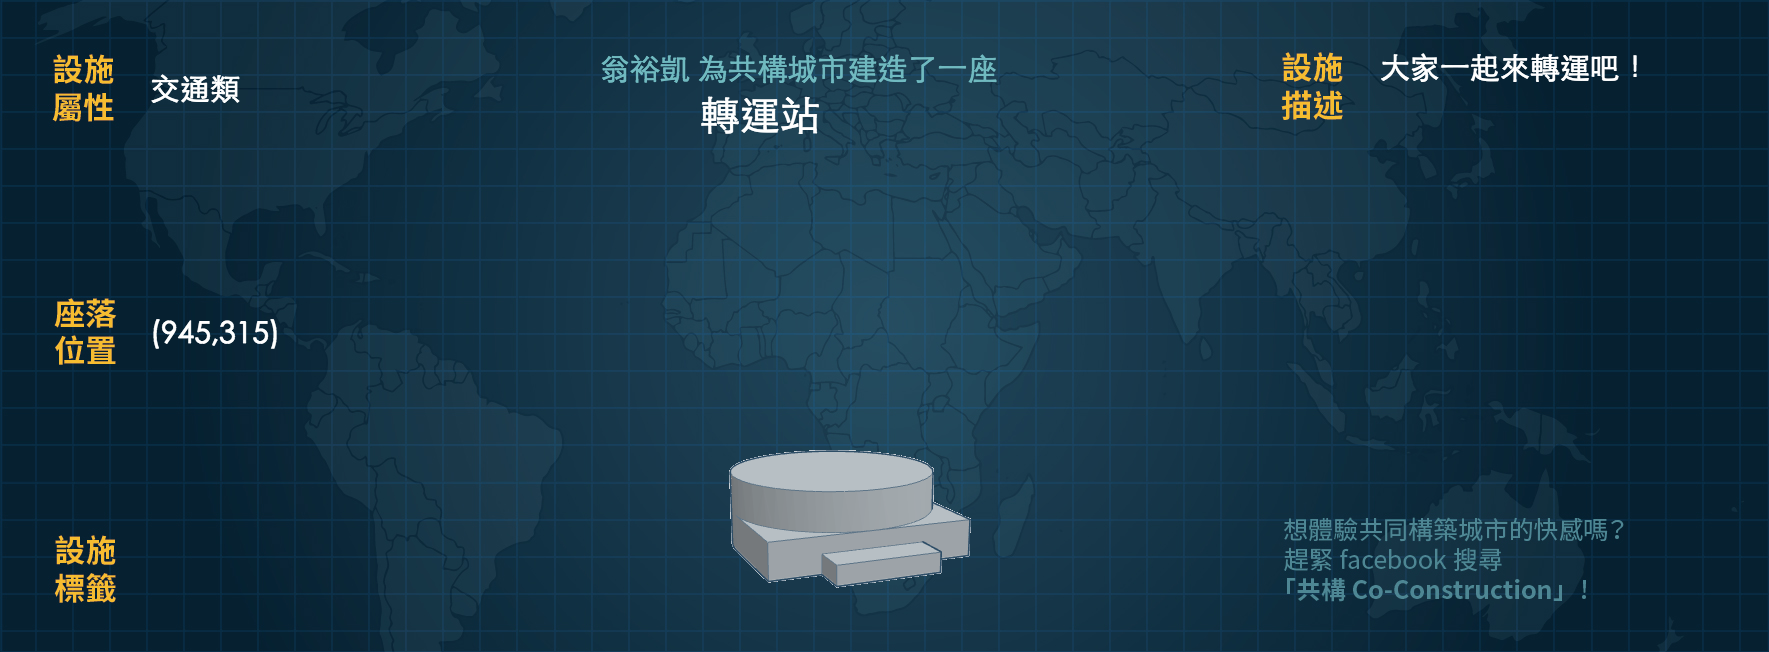 設施
屬性
交通類
翁裕凱 為共構城市建造了一座
轉運站
設施
描述
大家一起來轉運吧！
座落
位置
(945,315)
設施
標籤
想體驗共同構築城市的快感嗎？
趕緊 facebook 搜尋
「共構 Co-Construction」！